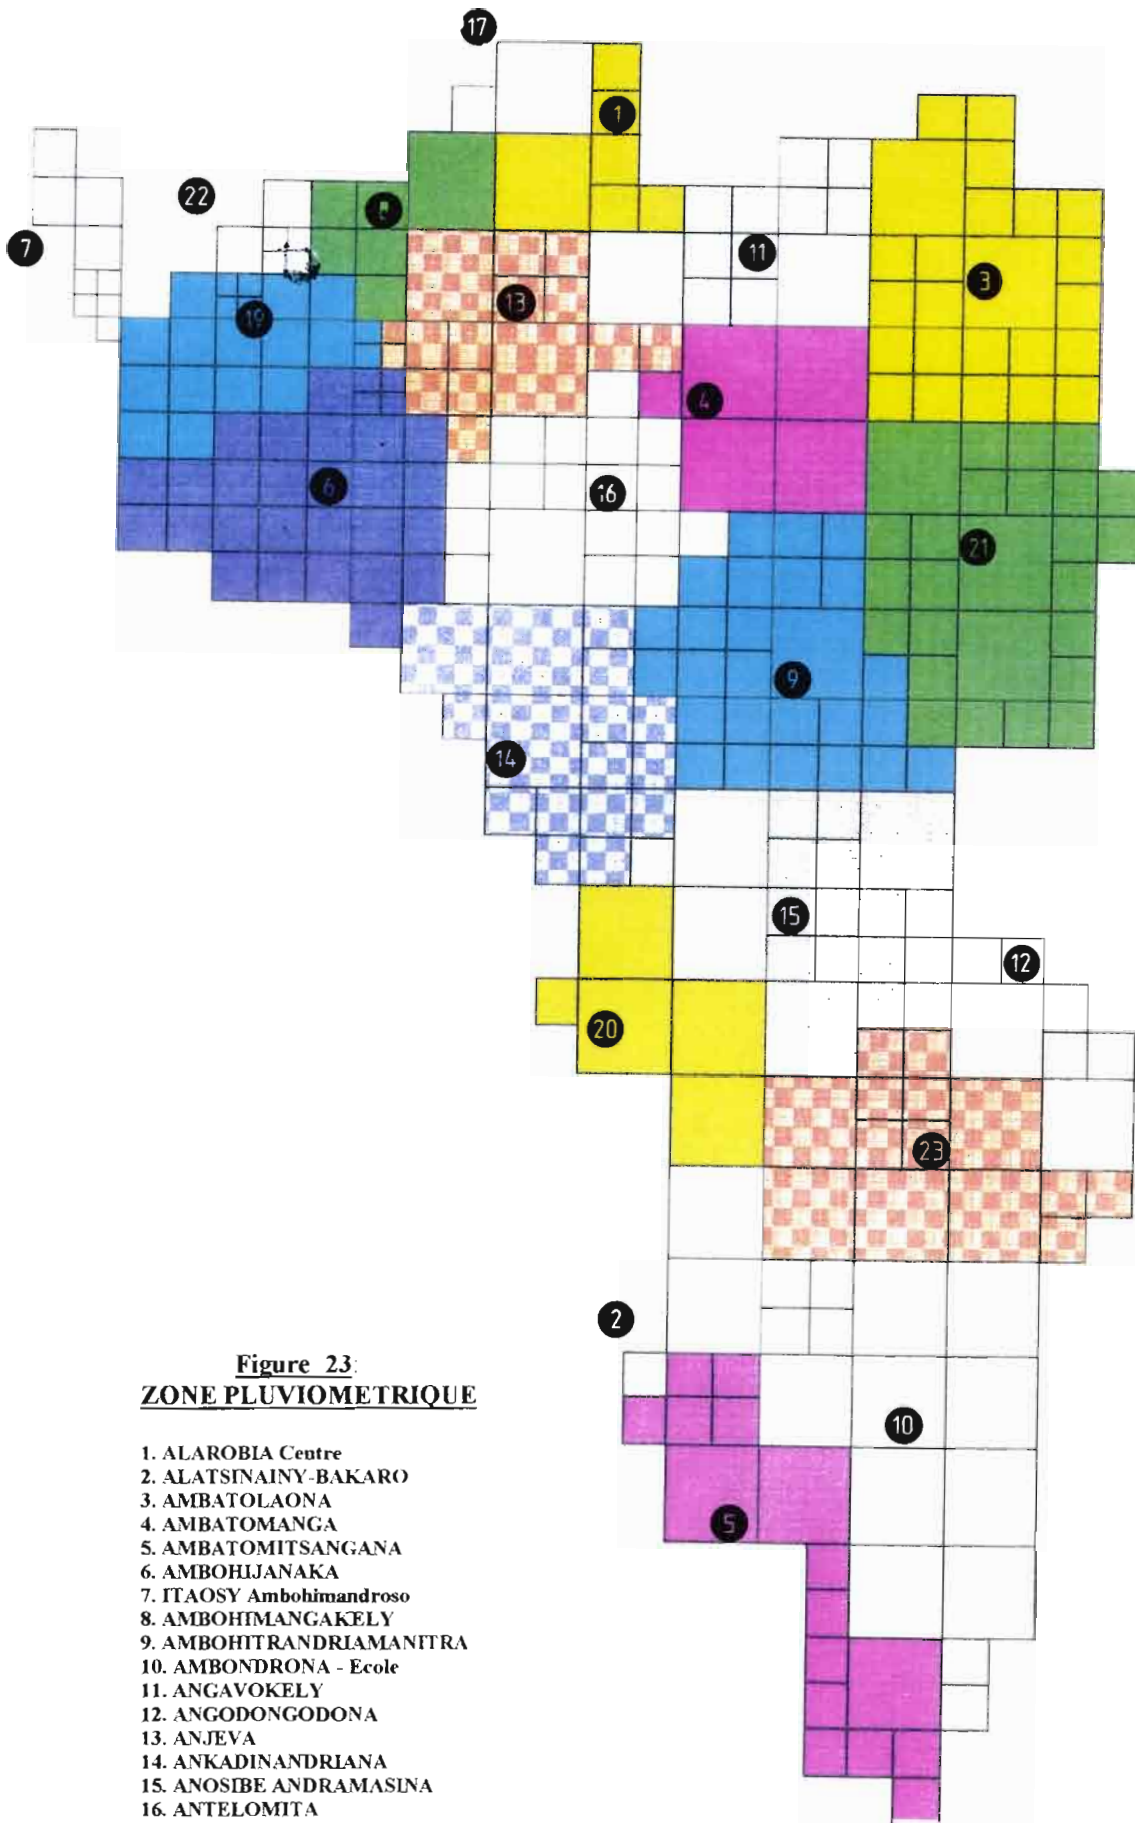 17
1
22
8
7
11
3
13
19
4
6
16
21
9
14
15
12
20
23
2
10
5
Figure 23:
ZONE PLUVIOMETRIQUE
1. ALAROBIA Centre
2. ALATSINAINY-BAKARO
3. AMBATOLAONA
4. AMBATOMANGA
5. AMBATOMITSANGANA
6. AMBOHIJANAKA
7. ITAOSY Ambohimandroso
8. AMBOHIMANGAKELY
9. AMBOHITRANDRIAMANITRA
10. AMBONDRONA - Ecole
11. ANGAVOKELY
12. ANGODONGODONA
13. ANJEVA
14. ANKADINANDRIANA
15. ANOSIBE ANDRAMASINA
16. ANTELOMITA